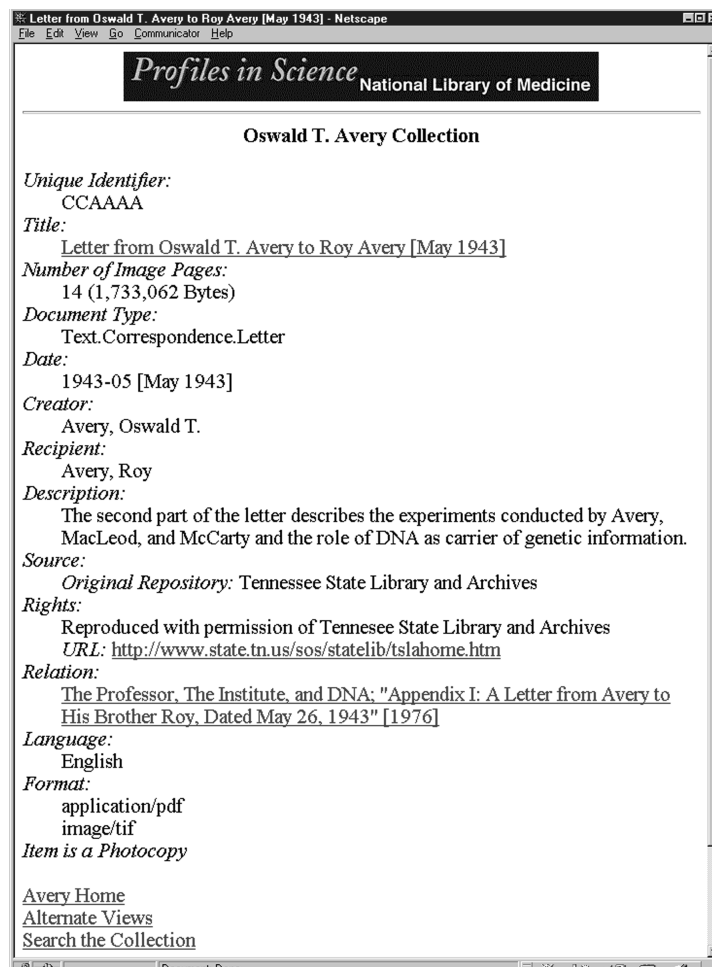 Letter from Oswald T. Avery to Roy Avery [May 1943] - Netscape
File Edit View Go Communicator Help
Profiles in Science National Library of Medicine
Oswald T. Avery Collection
Unique Identifier:
CCAAAA
Title:
Letter from Oswald T. Avery to Roy Avery [May 1943]
Number of Image Pages:
14 (1,733,062 Bytes)
Document Type:
Text.Correspondence.Letter
Date:
1943-05 [May 1943]
Creator:
Avery, Oswald T.
Recipient:
Avery, Roy
Description:
The second part of the letter describes the experiments conducted by Avery,
MacLeod, and McCarty and the role of DNA as carrier of genetic information.
Source:
Original Repository: Tennessee State Library and Archives
Rights:
Reproduced with permission of Tennesee State Library and Archives
URL: http://www.state.tn.us/sos/statelib/tslahome.htm
Relation:
The Professor, The Institute, and DNA; "Appendix I: A Letter from Avery to
His Brother Roy, Dated May 26, 1943" [1976]
Language:
English
Format:
application/pdf
image/tif
Item is a Photocopy
Avery Home
Alternate Views
Search the Collection